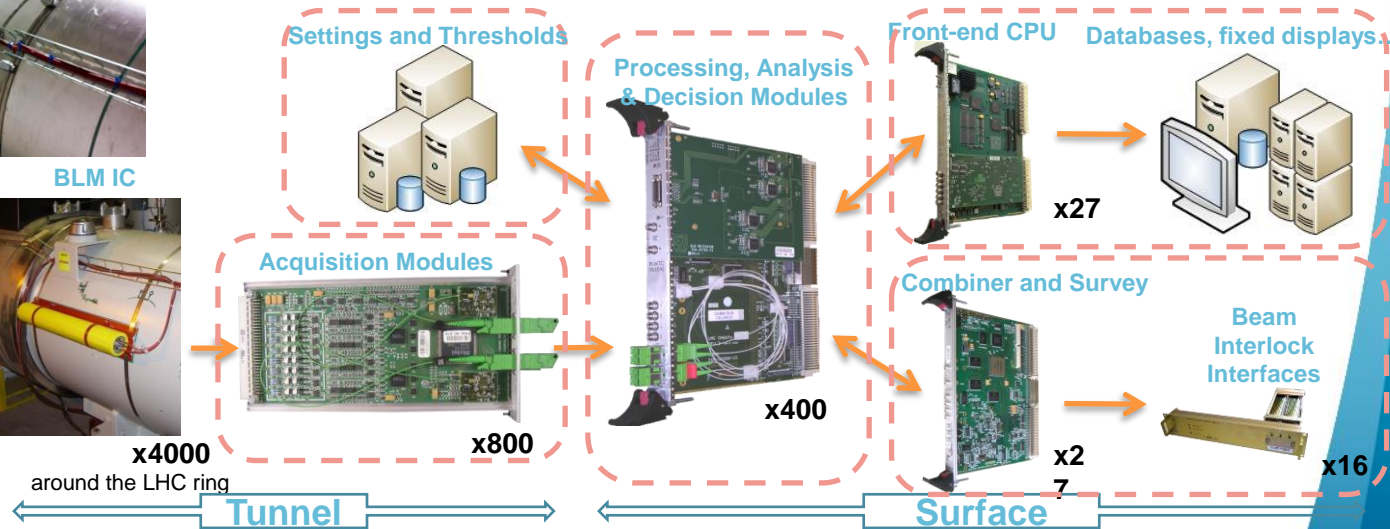 Settings and Thresholds
Front-end CPU
Databases, fixed displays...
Processing, Analysis
& Decision Modules
BLM IC
x27
Acquisition Modules
Combiner and Survey
Beam
Interlock
Interfaces
x400
x4000
around the LHC ring
x800
x2
7
x16
Tunnel
Surface